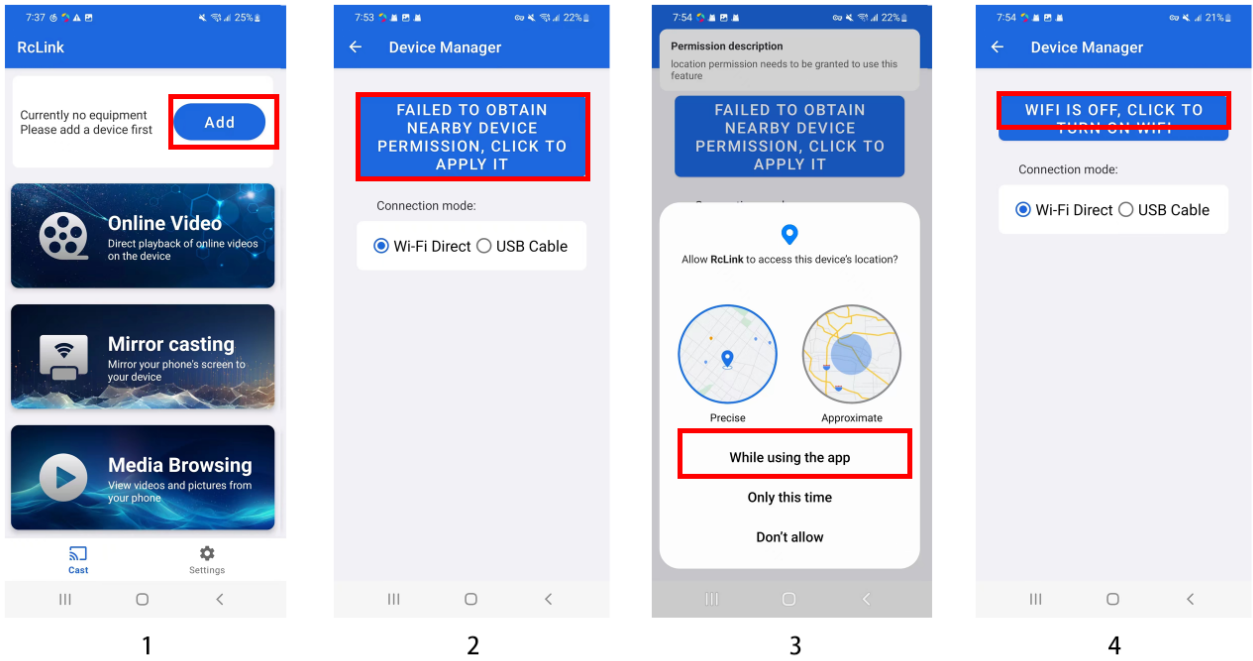 7:37
25%
RcLink
Currently no equipment
Please add a device first
Add
Online Video
Direct playback of online videos
on the device
Mirror casting
Mirror your phone's screen to
your device
Media Browsing
View videos and pictures from
your phone
Cast
Settings
1
7:53
22%
Device Manager
FAILED TO OBTAIN
NEARBY DEVICE
PERMISSION, CLICK TO
APPLY IT
Connection mode:
Wi-Fi Direct
USB Cable
2
7:54
22%
Permission description
location permission needs to be granted to use this
feature
FAILED TO OBTAIN
NEARBY DEVICE
PERMISSION, CLICK TO
APPLY IT
Allow RcLink to access this device's location?
Precise
Approximate
While using the app
Only this time
Don't allow
3
7:54
21%
Device Manager
WIFI IS OFF, CLICK TO
TURN ON WIFI
Connection mode:
Wi-Fi Direct
USB Cable
4